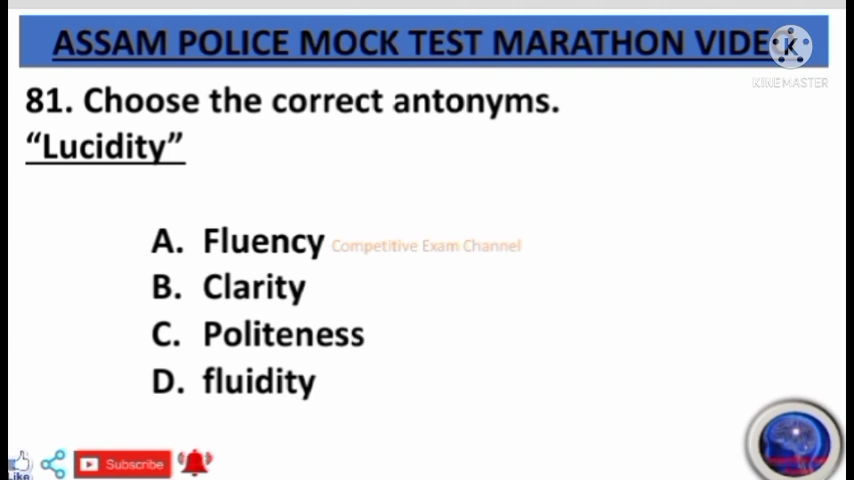 ASSAM POLICE MOCK TEST MARATHON VIDE
KINEMASTER
81. Choose the correct antonyms.
“Lucidity”
A. Fluency
Competitive Exam Channel
B. Clarity
C. Politeness
D. fluidity
Like
Subscribe